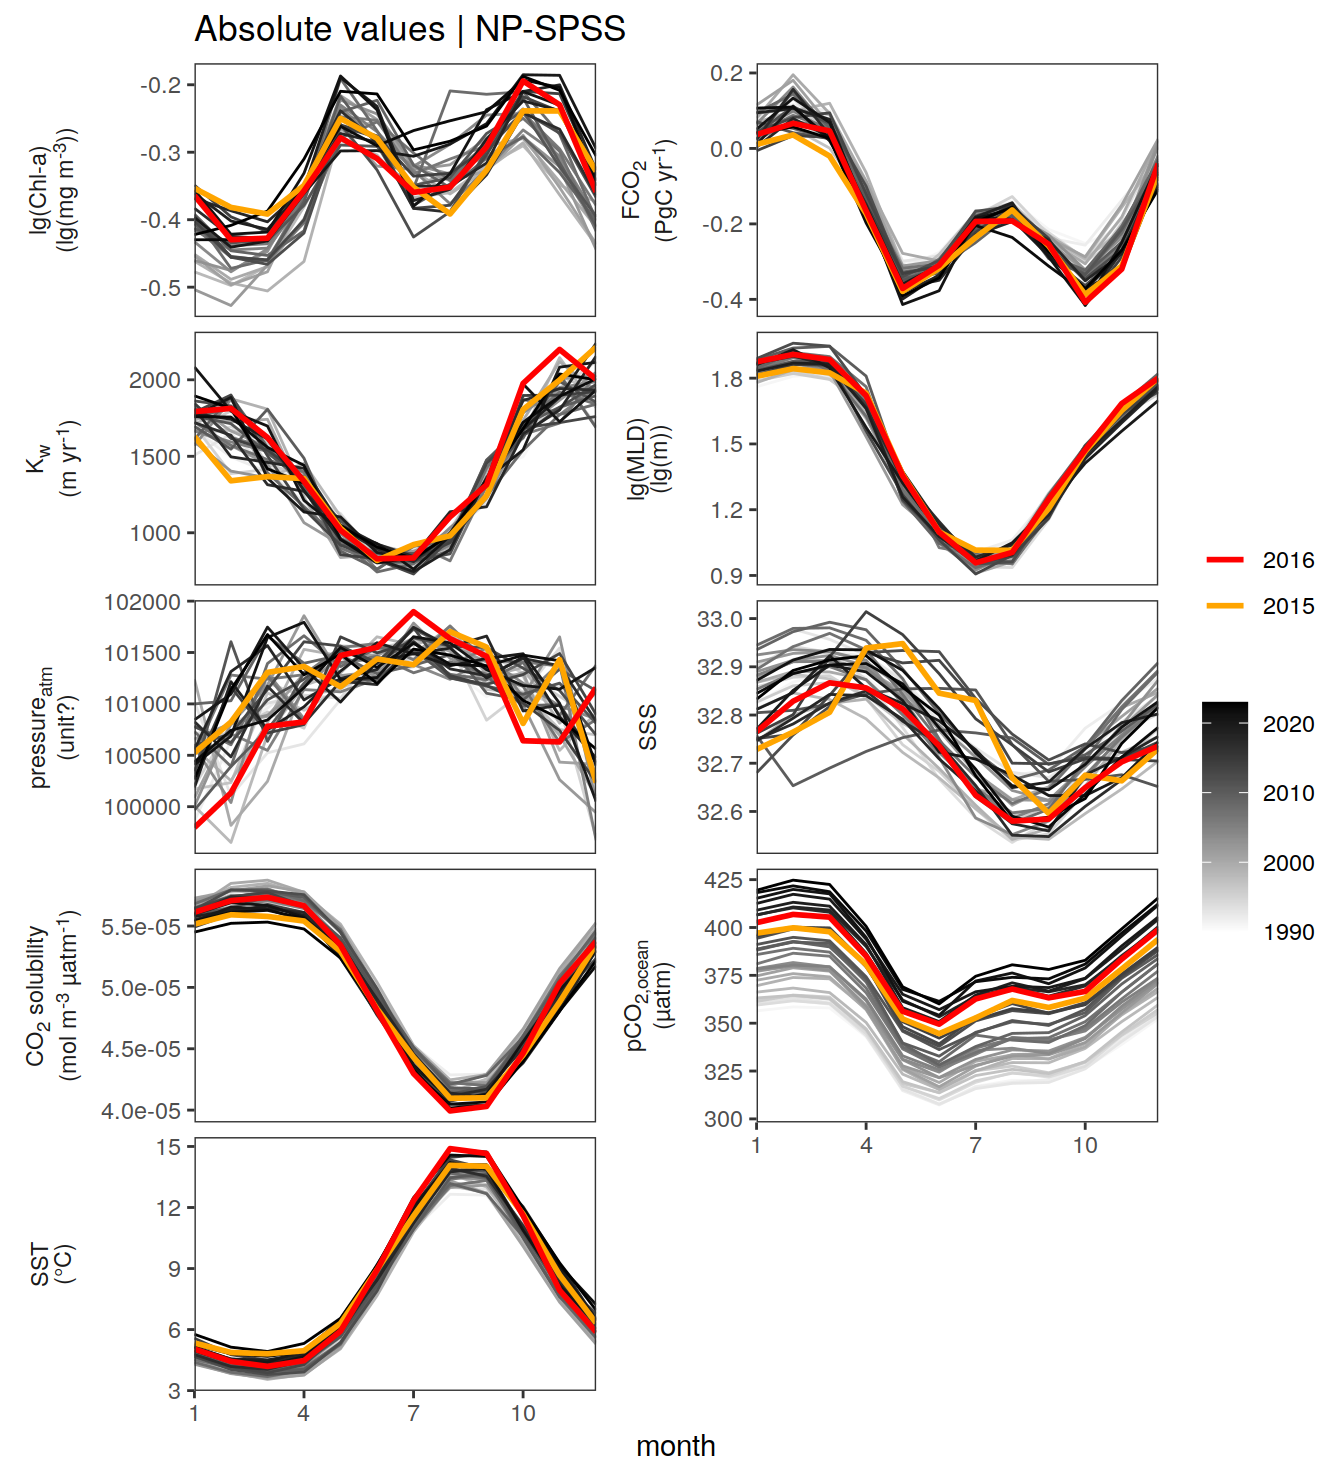 Absolute values | NP-SPSS
lg(Chl-a)
(lg(mg m⁻³))
-0.2
-0.3
-0.4
-0.5
FCO₂
(PgC yr⁻¹)
0.2
0.0
-0.2
-0.4
K_w
(m yr⁻¹)
2000
1500
1000
lg(MLD)
(lg(m))
1.8
1.5
1.2
0.9
pressure_atm
(unit?)
102000
101500
101000
100500
100000
SSS
33.0
32.9
32.8
32.7
32.6
CO₂ solubility
(mol m⁻³ µatm⁻¹)
5.5e-05
5.0e-05
4.5e-05
4.0e-05
pCO₂,ocean
(µatm)
425
400
375
350
325
300
1 4 7 10
SST
(°C)
15
12
9
6
3
1 4 7 10
month
2016
2015
2020
2010
2000
1990